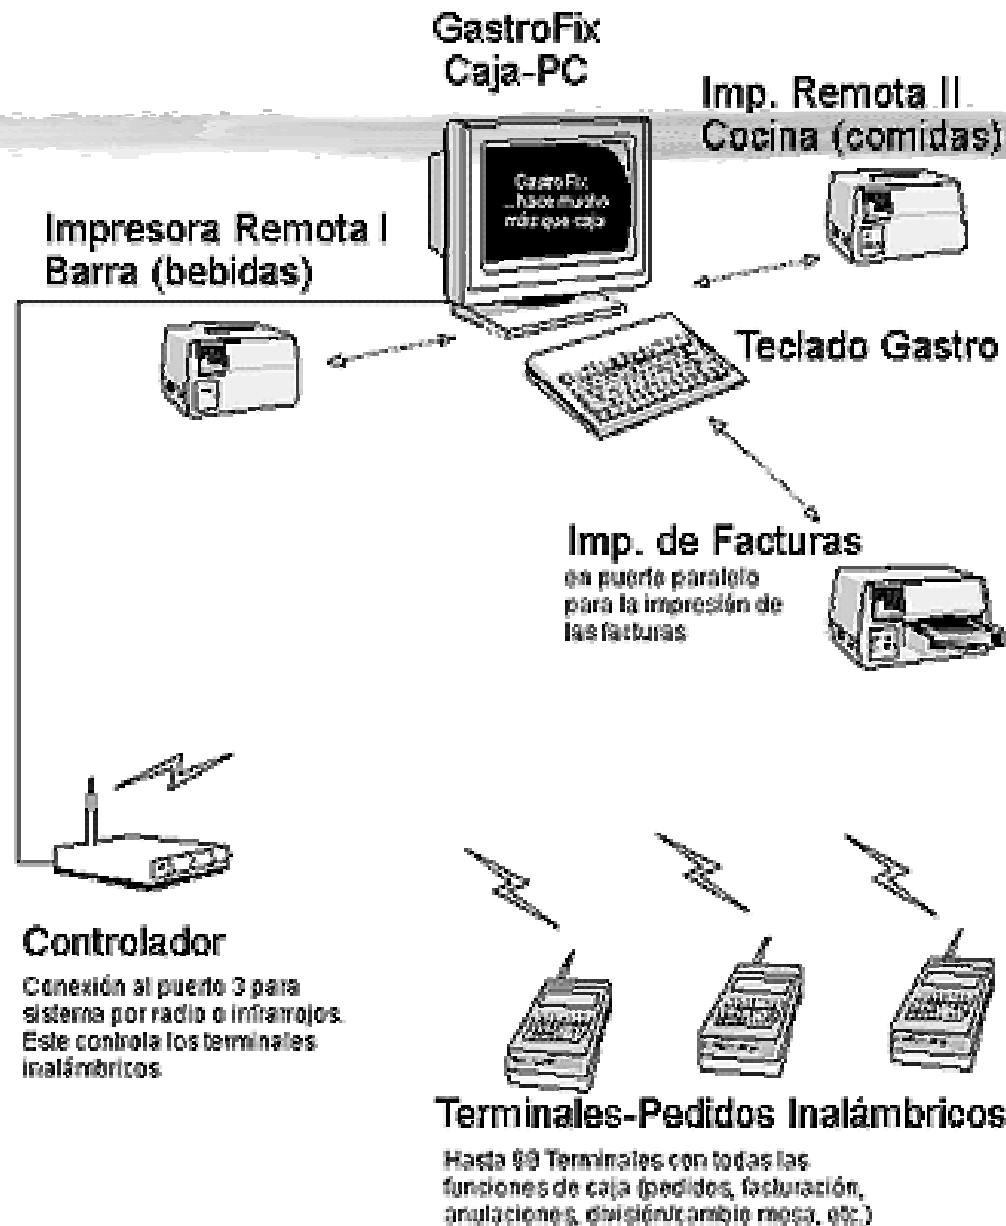 GastroFix
Caja-PC
Imp. Remota II
Cocina (comidas)
GastroFix
...hace mucho
más que caja
Impresora Remota I
Barra (bebidas)
Teclado Gastro
Imp. de Facturas
en puerto paralelo
para la impresión de
las facturas
Controlador
Conexión al puerto 3 para
sistema por radio o infrarrojos.
Este controla los terminales
inalámbricos
Terminales-Pedidos Inalámbricos
Hasta 99 Terminales con todas las
funciones de caja (pedidos, facturación,
anulaciones, división/cambio mesa, etc.)